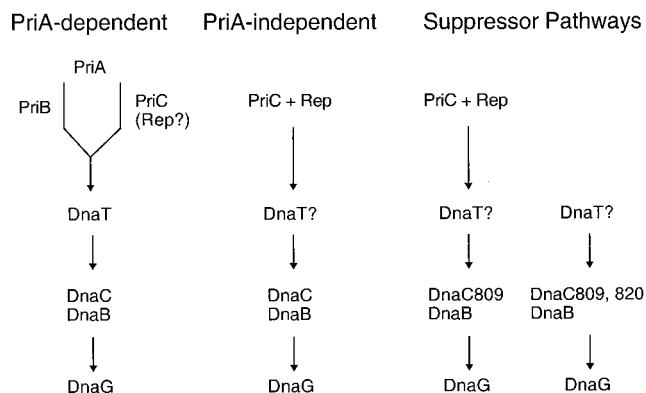 PriA-dependent PriA-independent Suppressor Pathways
PriA
PriB PriC
(Rep?)
PriC + Rep PriC + Rep
DnaT DnaT? DnaT? DnaT?
DnaC DnaC DnaC809 DnaC809, 820
DnaB DnaB DnaB DnaB
DnaG DnaG DnaG DnaG